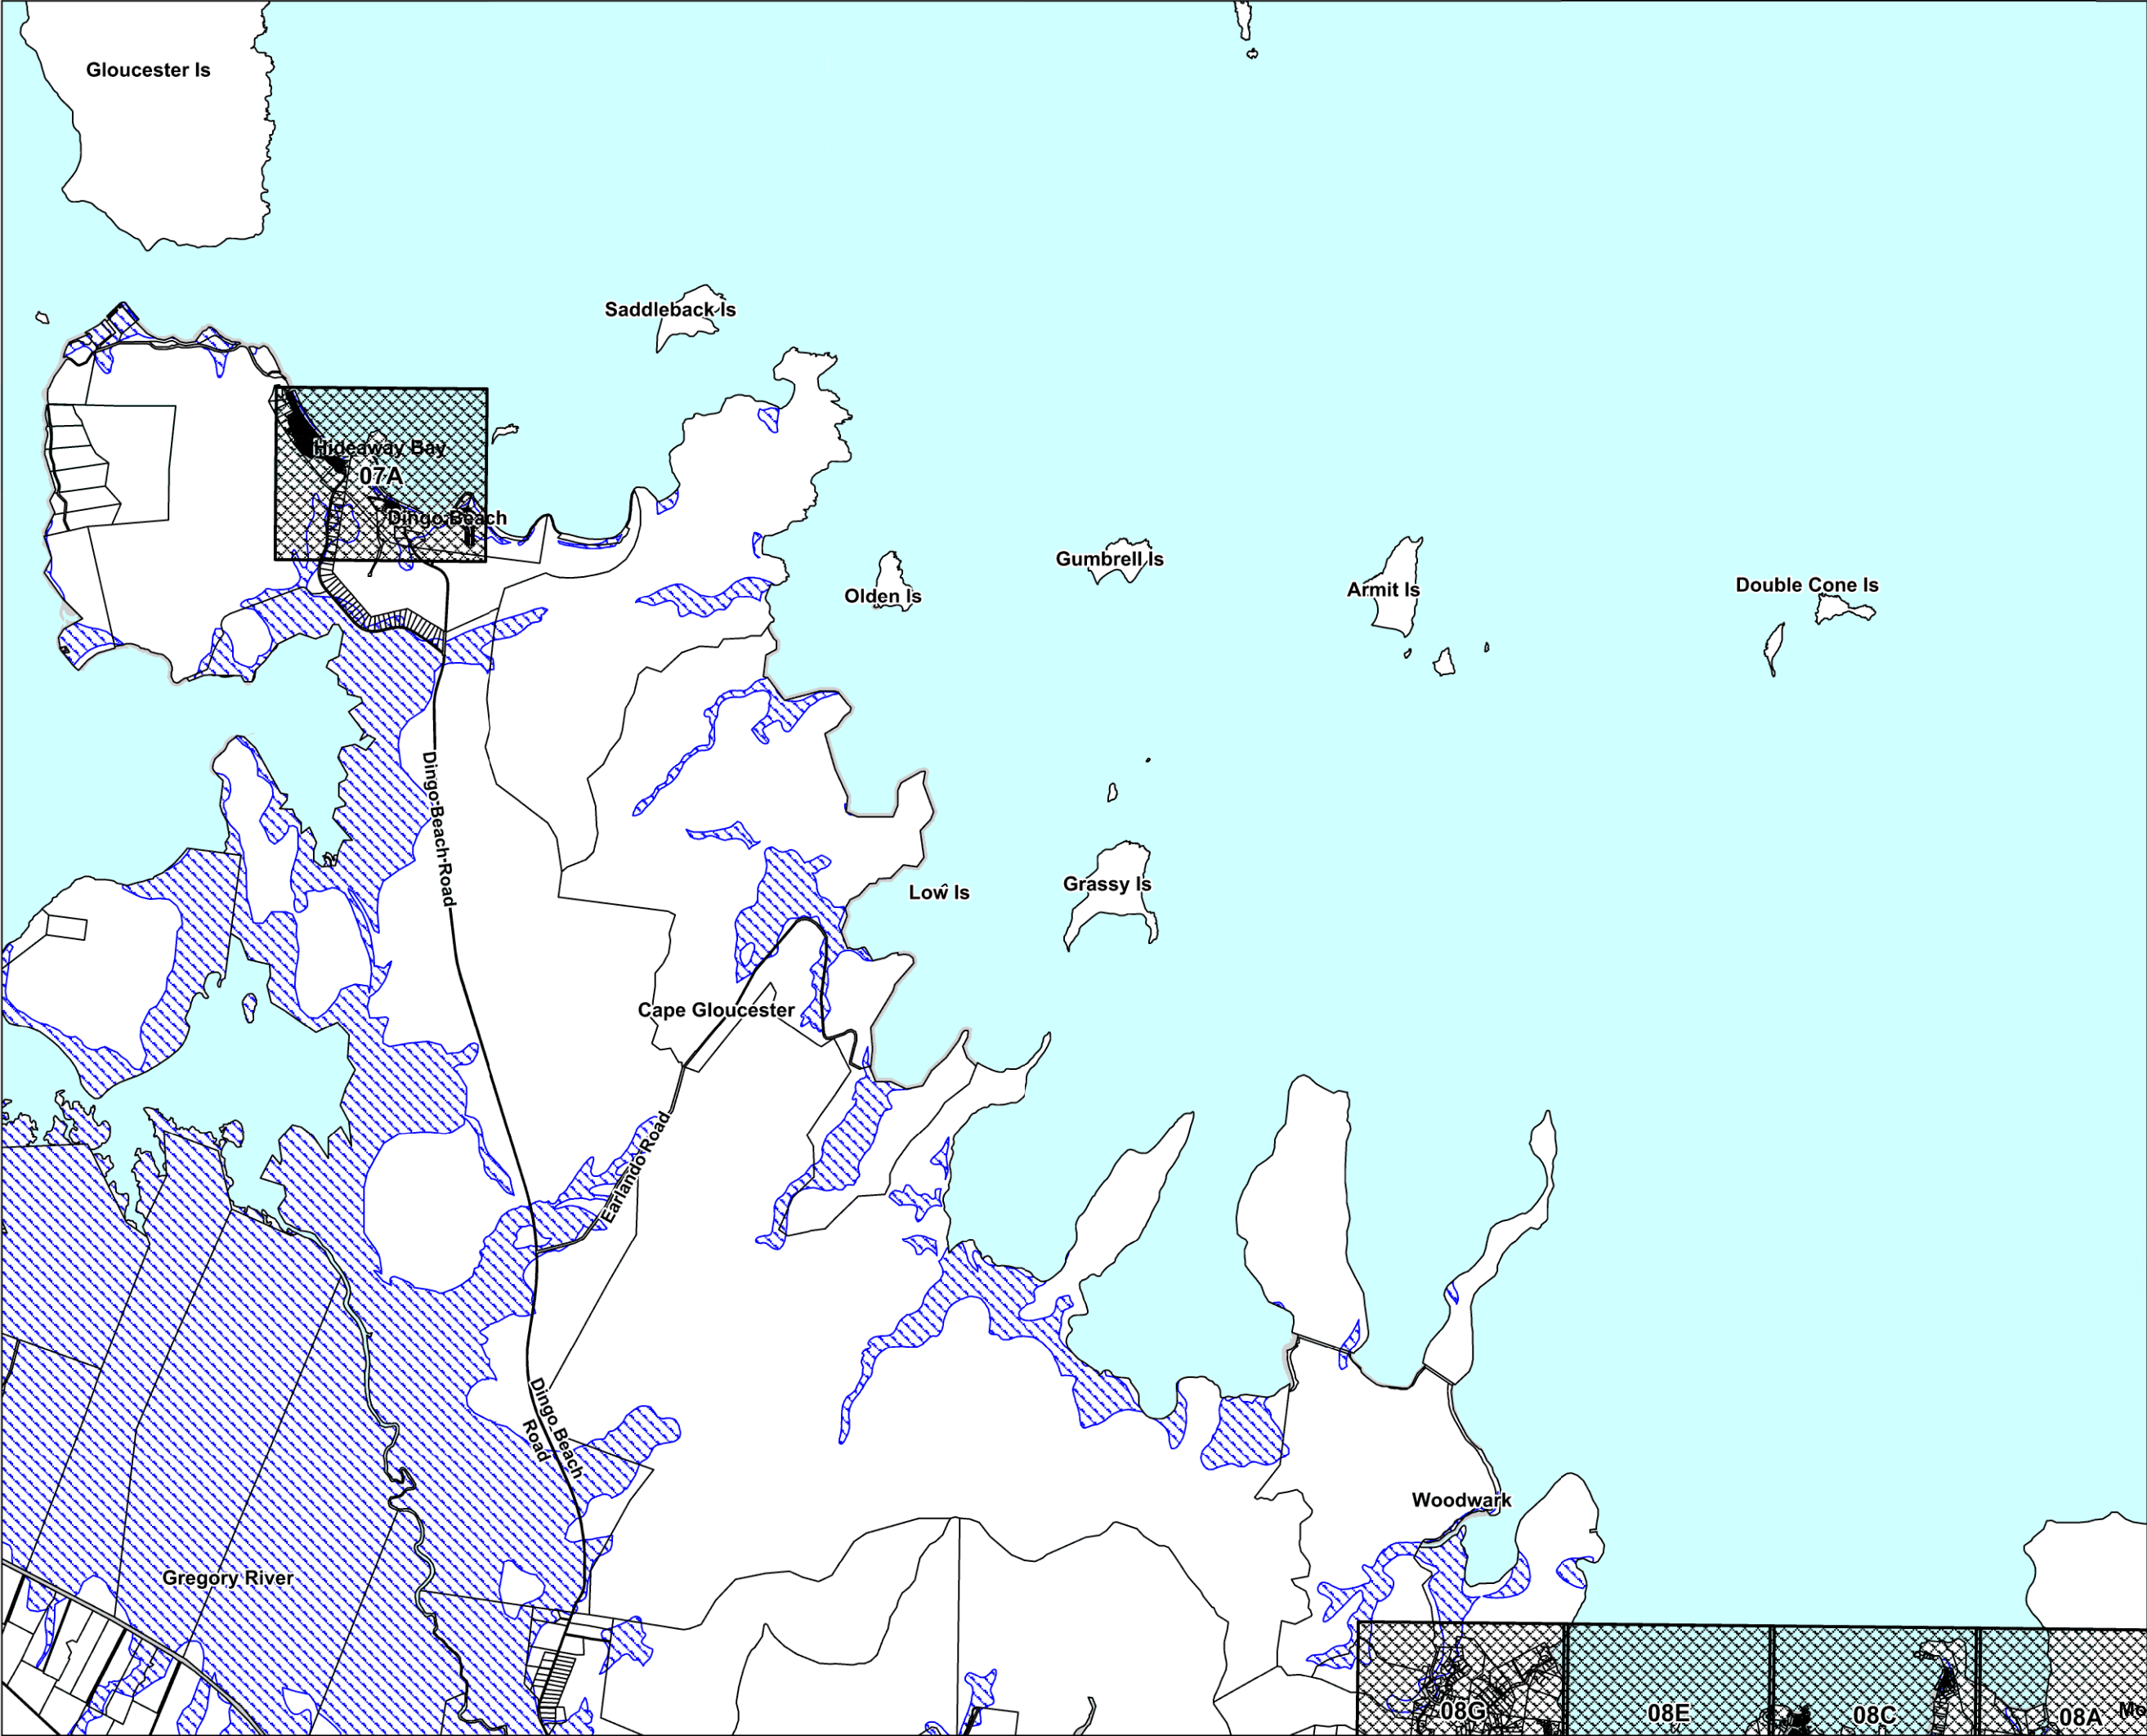 Gloucester Is
Saddleback Is
Hideaway Bay
07A
Dingo Beach
Gumbrell Is
Olden Is
Armit Is
Double Cone Is
Dingo Beach Road
Low Is
Grassy Is
Cape Gloucester
Earlando Road
Dingo Beach
Road
Woodwark
Gregory River
08G
08E
08C
08A